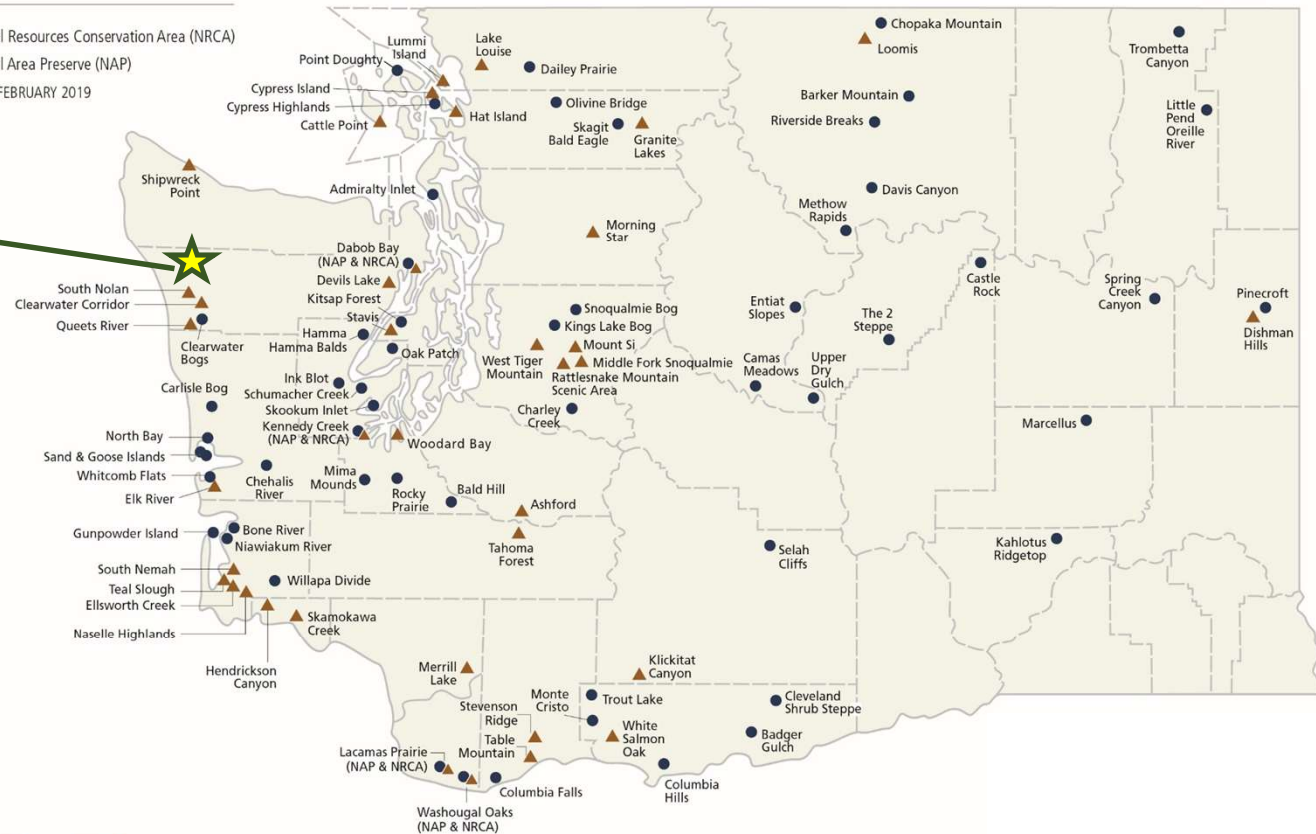 l Resources Conservation Area (NRCA)
l Area Preserve (NAP)
FEBRUARY 2019
Lummi
Island
Lake
Louise
Point Doughty
Dailey Prairie
Cypress Island
Cypress Highlands
Cattle Point
Hat Island
Olivine Bridge
Skagit
Bald Eagle
Granite
Lakes
Chopaka Mountain
Loomis
Trombetta
Canyon
Barker Mountain
Riverside Breaks
Little
Pend
Oreille
River
Shipwreck
Point
Admiralty Inlet
Davis Canyon
Methow
Rapids
Morning
Star
Dabob Bay
(NAP & NRCA)
Devils Lake
Kitsap Forest
Stavis
Hamma
Hamma Balds
Oak Patch
South Nolan
Clearwater Corridor
Queets River
Clearwater
Bogs
Carlisle Bog
Ink Blot
Schumacher Creek
Skookum Inlet
Kennedy Creek
(NAP & NRCA)
Woodard Bay
Snoqualmie Bog
Kings Lake Bog
Mount Si
West Tiger
Mountain
Middle Fork Snoqualmie
Rattlesnake Mountain
Scenic Area
Charley
Creek
Entiat
Slopes
The 2
Steppe
Castle
Rock
Spring
Creek
Canyon
Pinecroft
Dishman
Hills
Camas
Meadows
Upper
Dry
Gulch
Marcellus
North Bay
Sand & Goose Islands
Whitcomb Flats
Elk River
Chehalis
River
Mima
Mounds
Rocky
Prairie
Bald Hill
Ashford
Tahoma
Forest
Gunpowder Island
Bone River
Niawiakum River
South Nemah
Teal Slough
Ellsworth Creek
Naselle Highlands
Willapa Divide
Skamokawa
Creek
Hendrickson
Canyon
Selah
Cliffs
Kahlotus
Ridgetop
Merrill
Lake
Klickitat
Canyon
Monte
Cristo
Trout Lake
Cleveland
Shrub Steppe
Stevenson
Ridge
Table
Mountain
White
Salmon
Oak
Badger
Gulch
Lacamas Prairie
(NAP & NRCA)
Washougal Oaks
(NAP & NRCA)
Columbia Falls
Columbia
Hills